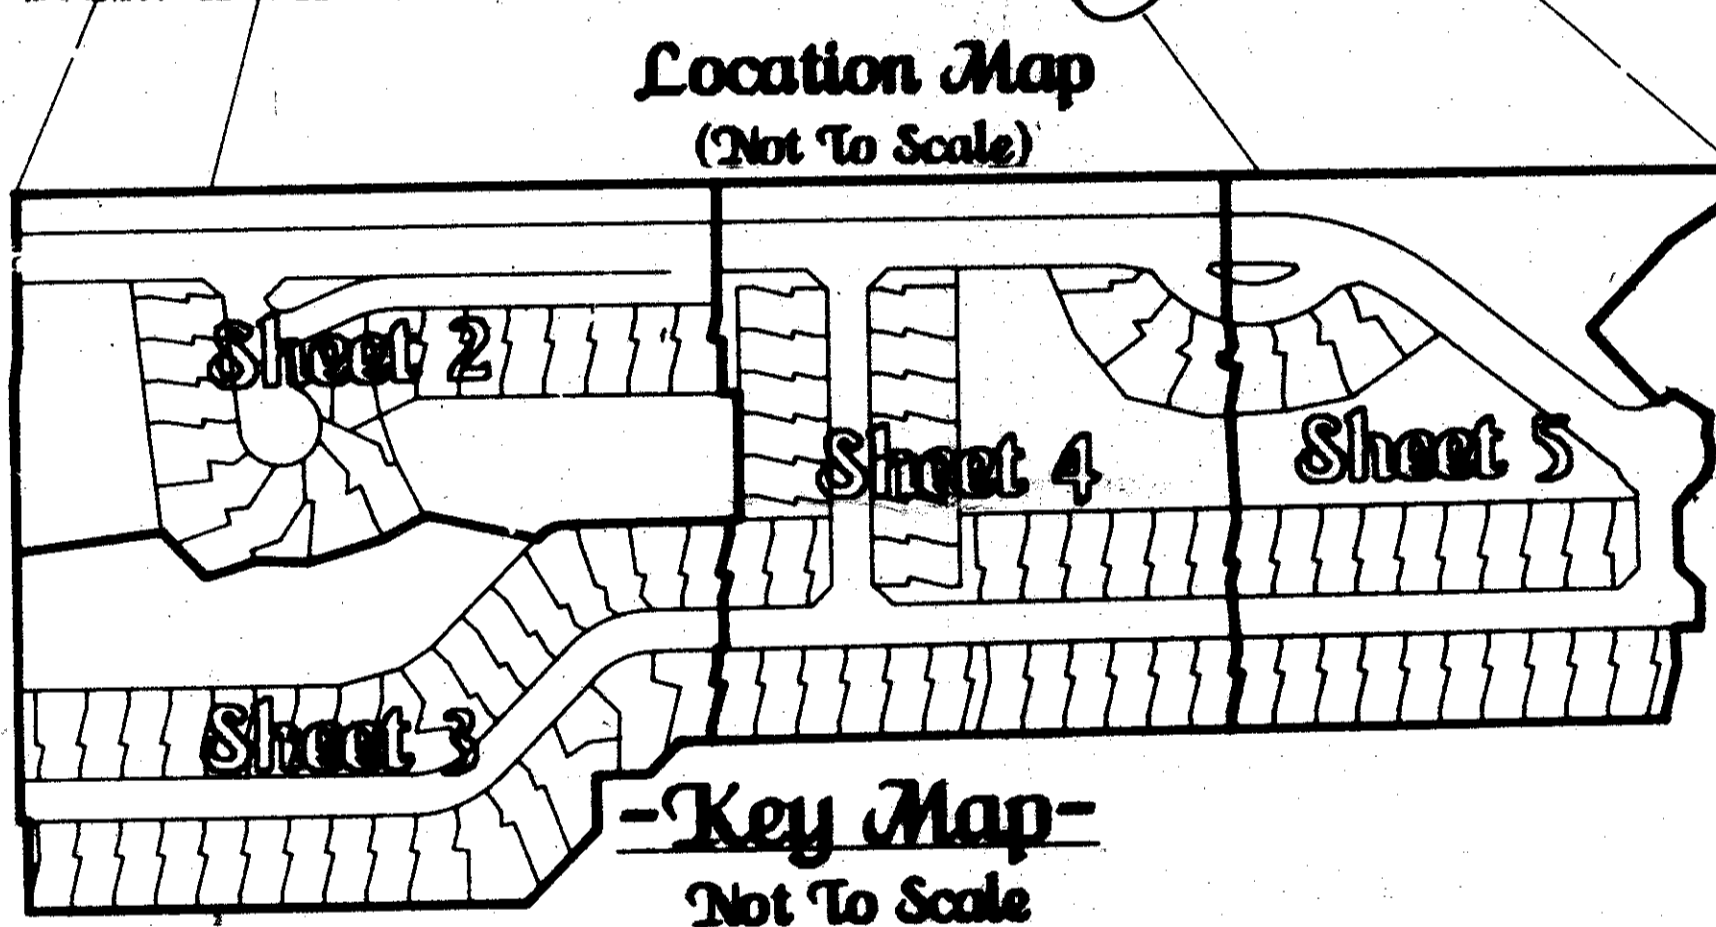 Location Map
(Not To Scale)
Sheet 2
Sheet 4
Sheet 5
Sheet 3
-Key Map-
Not To Scale